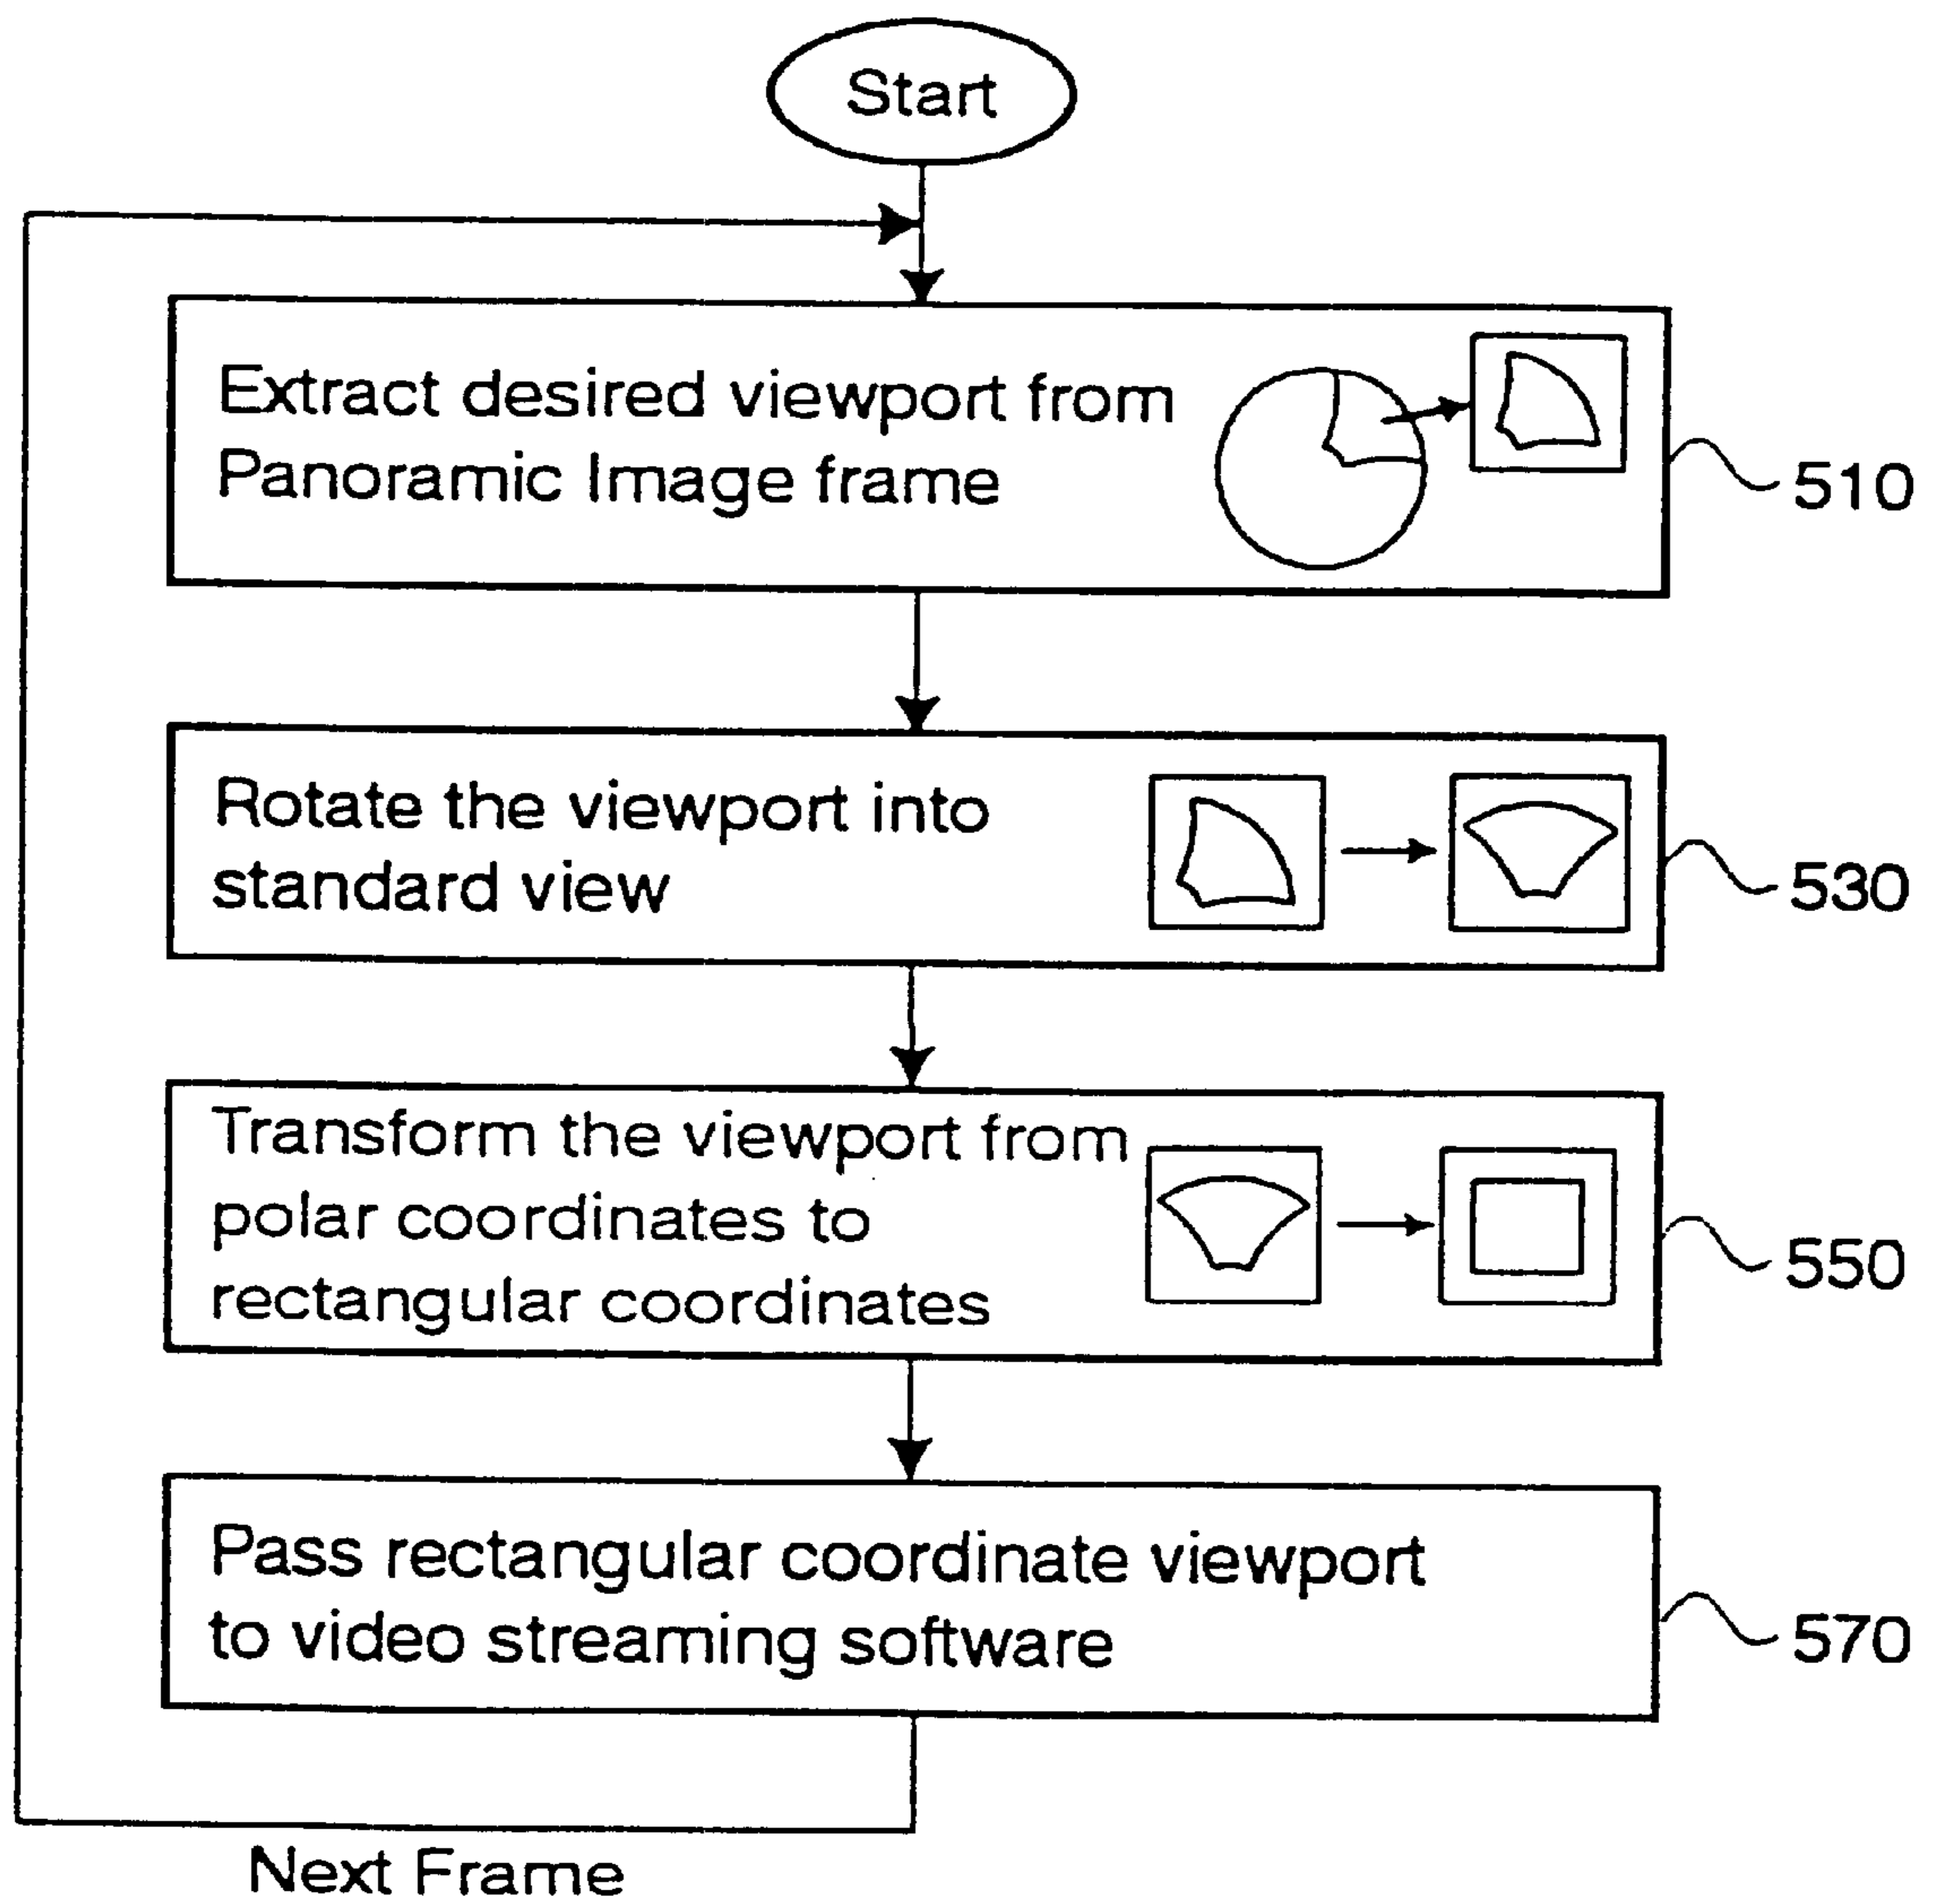 Start
Extract desired viewport from
Panoramic Image frame
510
Rotate the viewport into
standard view
530
Transform the viewport from
polar coordinates to
rectangular coordinates
550
Pass rectangular coordinate viewport
to video streaming software
570
Next Frame